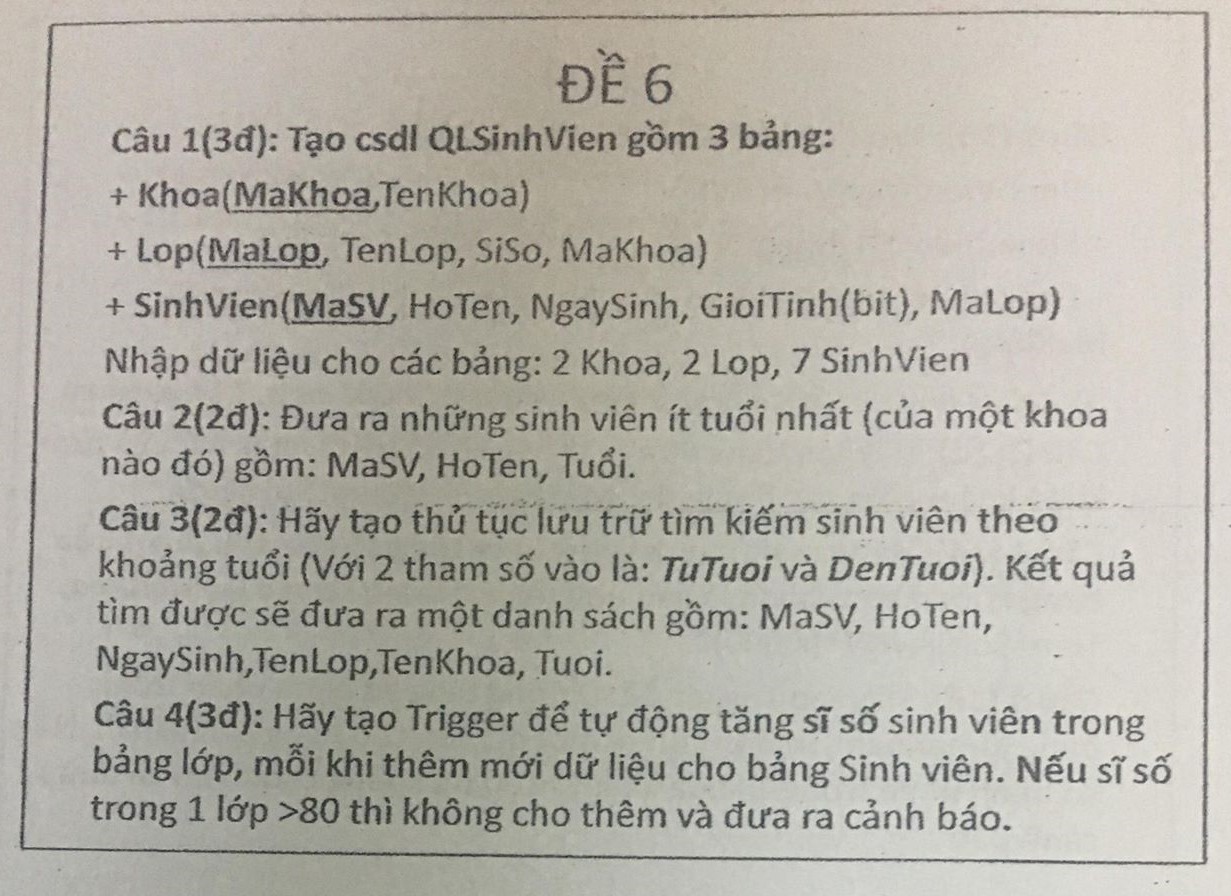 ĐỀ 6
Câu 1(3đ): Tạo csdl QLSinhVien gồm 3 bảng:
+ Khoa(MaKhoa,TenKhoa)
+ Lop(MaLop, TenLop, SiSo, MaKhoa)
+ SinhVien(MaSV, HoTen, NgaySinh, GioiTinh(bit), MaLop)
Nhập dữ liệu cho các bảng: 2 Khoa, 2 Lop, 7 SinhVien
Câu 2(2đ): Đưa ra những sinh viên ít tuổi nhất (của một khoa
nào đó) gồm: MaSV, HoTen, Tuổi.
Câu 3(2đ): Hãy tạo thủ tục lưu trữ tìm kiếm sinh viên theo
khoảng tuổi (Với 2 tham số vào là: TuTuoi và DenTuoi). Kết quả
tìm được sẽ đưa ra một danh sách gồm: MaSV, HoTen,
NgaySinh,TenLop,TenKhoa, Tuoi.
Câu 4(3đ): Hãy tạo Trigger để tự động tăng sĩ số sinh viên trong
bảng lớp, mỗi khi thêm mới dữ liệu cho bảng Sinh viên. Nếu sĩ số
trong 1 lớp >80 thì không cho thêm và đưa ra cảnh báo.